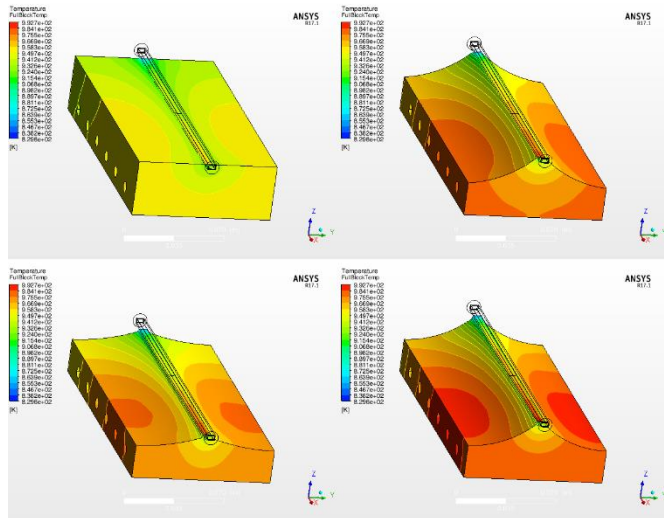 Temperature
FullBlockTemp
9.927e+02
9.841e+02
9.755e+02
9.669e+02
9.583e+02
9.497e+02
9.412e+02
9.326e+02
9.240e+02
9.154e+02
9.068e+02
8.982e+02
8.897e+02
8.811e+02
8.725e+02
8.639e+02
8.553e+02
8.467e+02
8.382e+02
8.296e+02
[K]
ANSYS
R17.1
Z
Y
X
Temperature
FullBlockTemp
9.927e+02
9.841e+02
9.755e+02
9.669e+02
9.583e+02
9.497e+02
9.412e+02
9.326e+02
9.240e+02
9.154e+02
9.068e+02
8.982e+02
8.897e+02
8.811e+02
8.725e+02
8.639e+02
8.553e+02
8.467e+02
8.382e+02
8.296e+02
[K]
ANSYS
R17.1
Z
Y
X
Temperature
FullBlockTemp
9.927e+02
9.841e+02
9.755e+02
9.669e+02
9.583e+02
9.497e+02
9.412e+02
9.326e+02
9.240e+02
9.154e+02
9.068e+02
8.982e+02
8.897e+02
8.811e+02
8.725e+02
8.639e+02
8.553e+02
8.467e+02
8.382e+02
8.296e+02
[K]
ANSYS
R17.1
Z
Y
X
Temperature
FullBlockTemp
9.927e+02
9.841e+02
9.755e+02
9.669e+02
9.583e+02
9.497e+02
9.412e+02
9.326e+02
9.240e+02
9.154e+02
9.068e+02
8.982e+02
8.897e+02
8.811e+02
8.725e+02
8.639e+02
8.553e+02
8.467e+02
8.382e+02
8.296e+02
[K]
ANSYS
R17.1
Z
Y
X